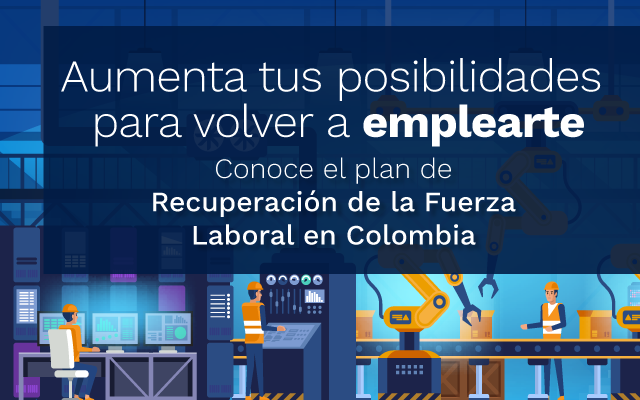 Aumenta tus posibilidades
para volver a emplearte
Conoce el plan de
Recuperación de la Fuerza
Laboral en Colombia